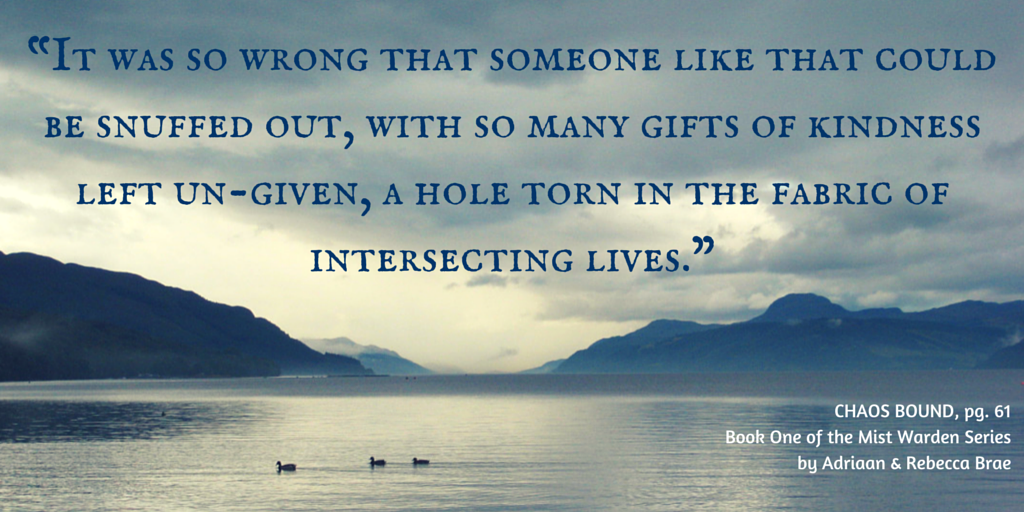 “It was so wrong that someone like that could
be snuffed out, with so many gifts of kindness
left un-given, a hole torn in the fabric of
intersecting lives.”
CHAOS BOUND, pg. 61
Book One of the Mist Warden Series
by Adriaan & Rebecca Brae